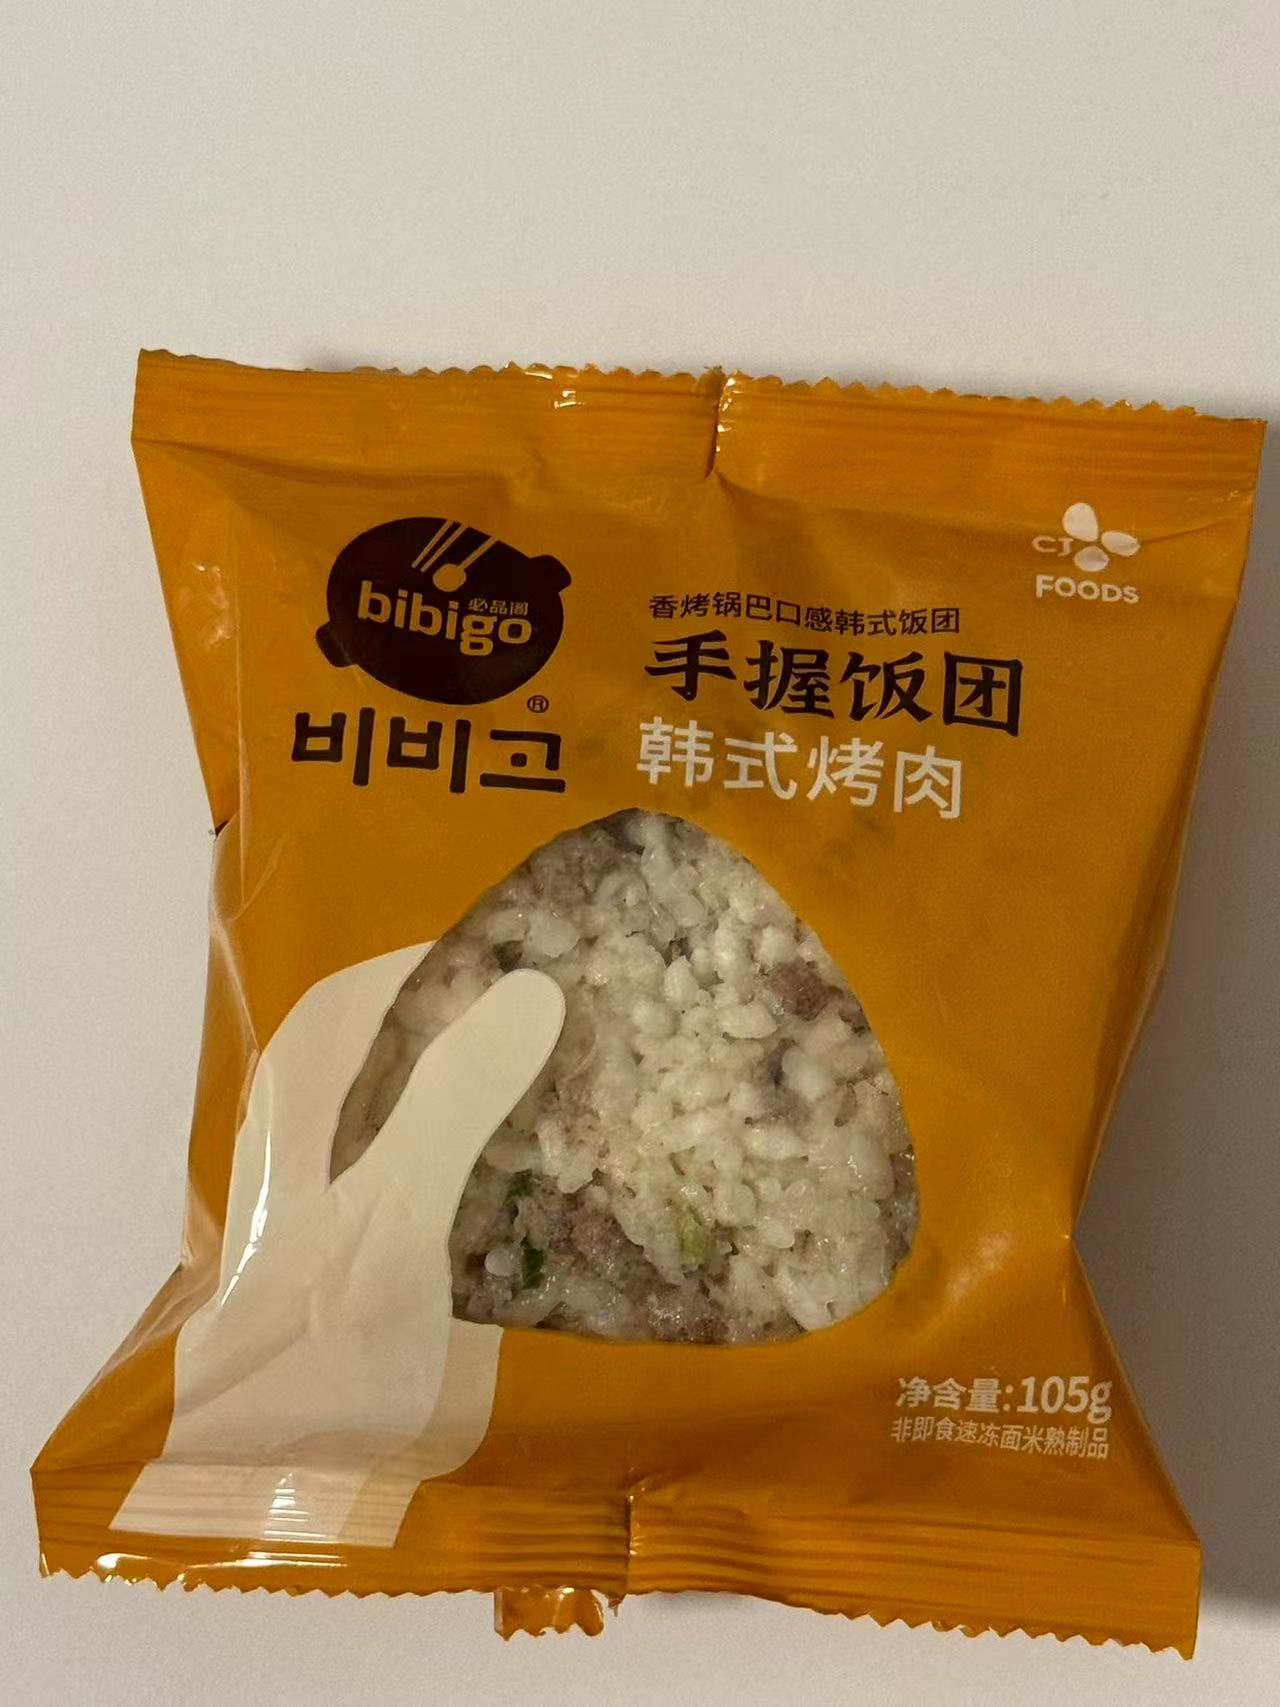 CJ
FOODS
bibigo
必品阁
®
비비고
香烤锅巴口感韩式饭团
手握饭团
韩式烤肉
净含量:105g
非即食速冻面米熟制品